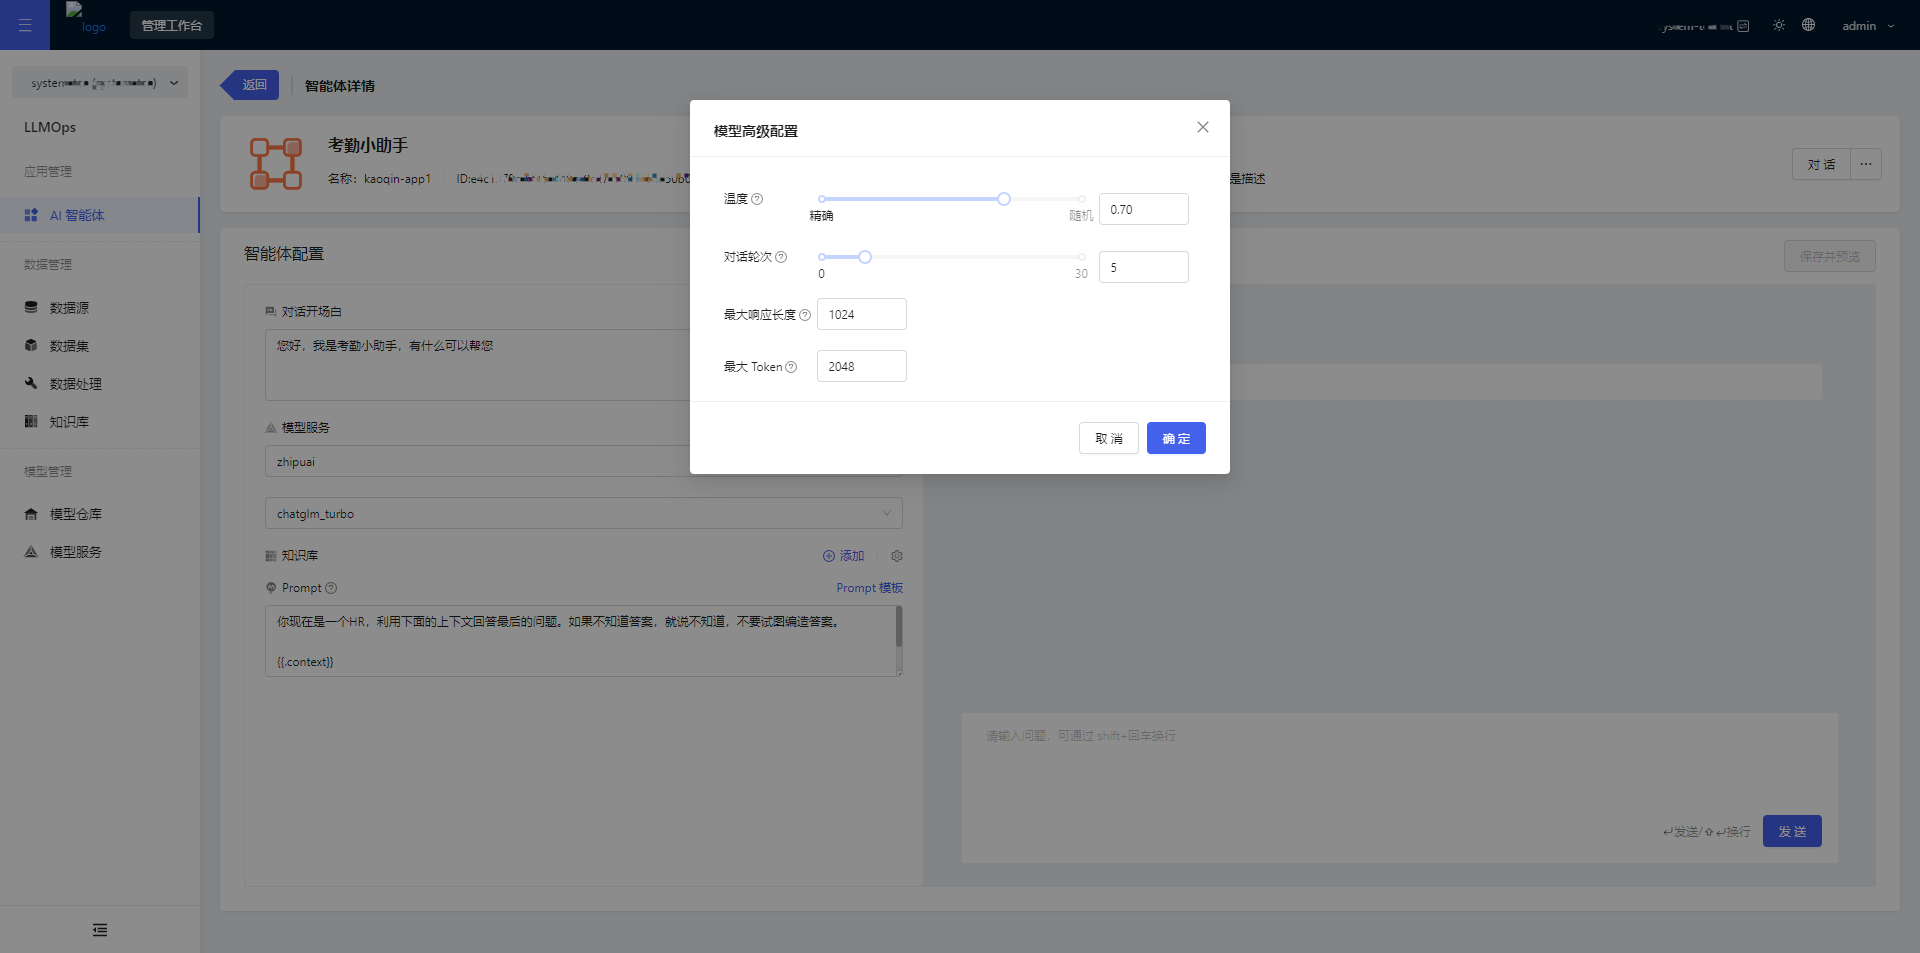 logo
管理工作台
admin
LLMOps
应用管理
AI 智能体
数据管理
数据源
数据集
数据处理
知识库
模型管理
模型仓库
模型服务
返回
智能体详情
考勤小助手
名称：kaoqin-app1
是描述
对 话
智能体配置
保存并预览
对话开场白
您好，我是考勤小助手，有什么可以帮您
模型服务
zhipuai
chatglm_turbo
知识库
添加
Prompt
Prompt 模板
你现在是一个HR，利用下面的上下文回答最后的问题。如果不知道答案，就说不知道，不要试图编造答案。
{{.context}}
模型高级配置
温度
精确
随机
0.70
对话轮次
0
30
5
最大响应长度
1024
最大 Token
2048
取 消
确 定
请输入问题，可通过 shift+回车换行
↵发送/⇧↵换行
发 送